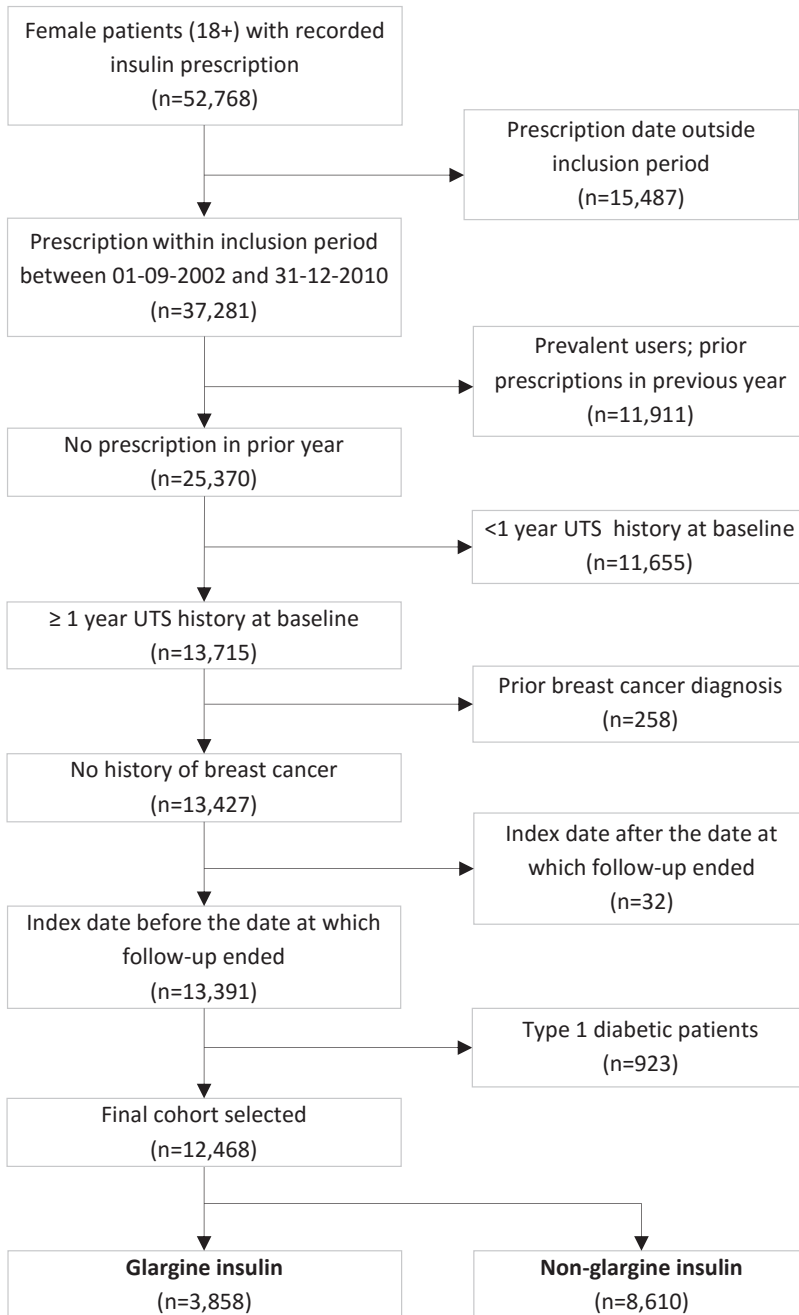 Female patients (18+) with recorded
insulin prescription
(n=52,768)
Prescription date outside
inclusion period
(n=15,487)
Prescription within inclusion period
between 01-09-2002 and 31-12-2010
(n=37,281)
Prevalent users; prior
prescriptions in previous year
(n=11,911)
No prescription in prior year
(n=25,370)
<1 year UTS history at baseline
(n=11,655)
≥ 1 year UTS history at baseline
(n=13,715)
Prior breast cancer diagnosis
(n=258)
No history of breast cancer
(n=13,427)
Index date after the date at
which follow-up ended
(n=32)
Index date before the date at which
follow-up ended
(n=13,391)
Type 1 diabetic patients
(n=923)
Final cohort selected
(n=12,468)
Glargine insulin
(n=3,858)
Non-glargine insulin
(n=8,610)